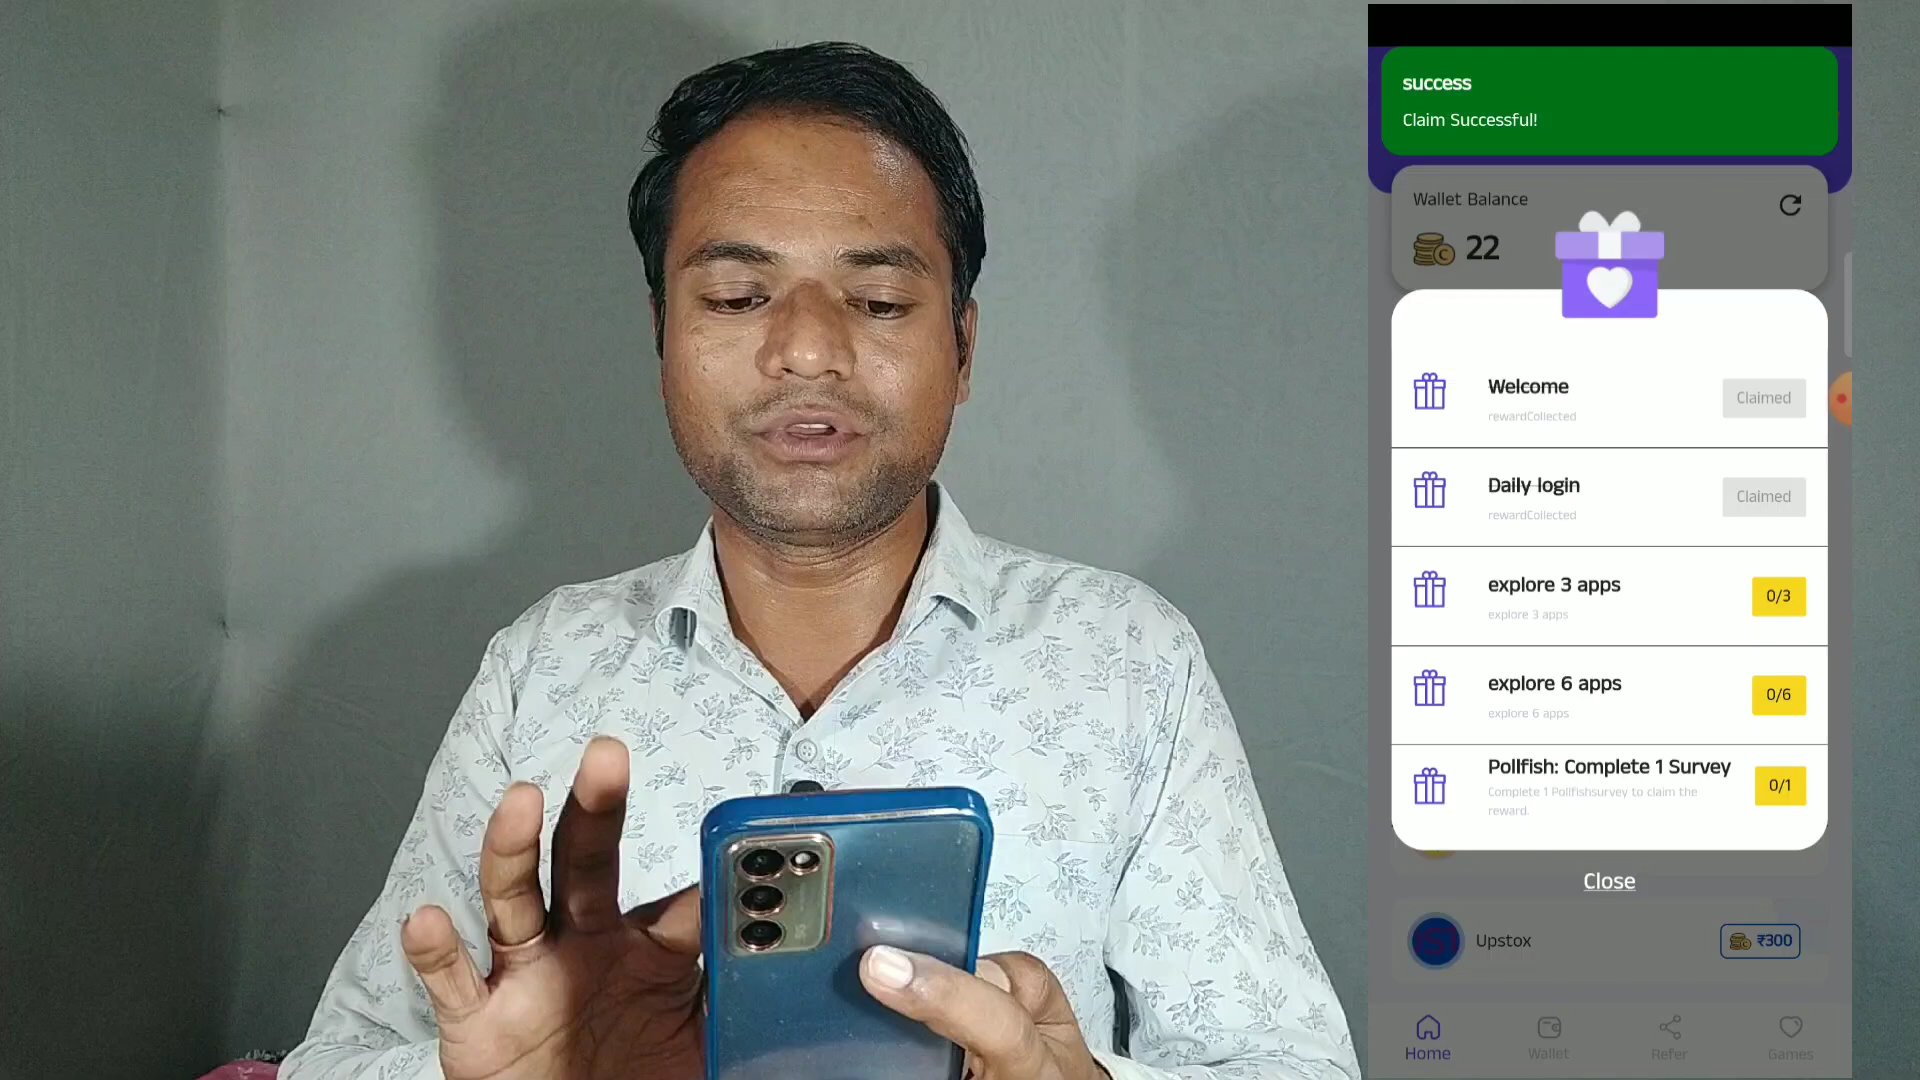 success
Claim Successful!
Wallet Balance
22
Welcome
rewardCollected
Claimed
Daily login
rewardCollected
Claimed
explore 3 apps
explore 3 apps
0/3
explore 6 apps
explore 6 apps
0/6
Pollfish: Complete 1 Survey
Complete 1 Pollfishsurvey to claim the
reward.
0/1
Close
Upstox
₹300
Home
Wallet
Refer
Games